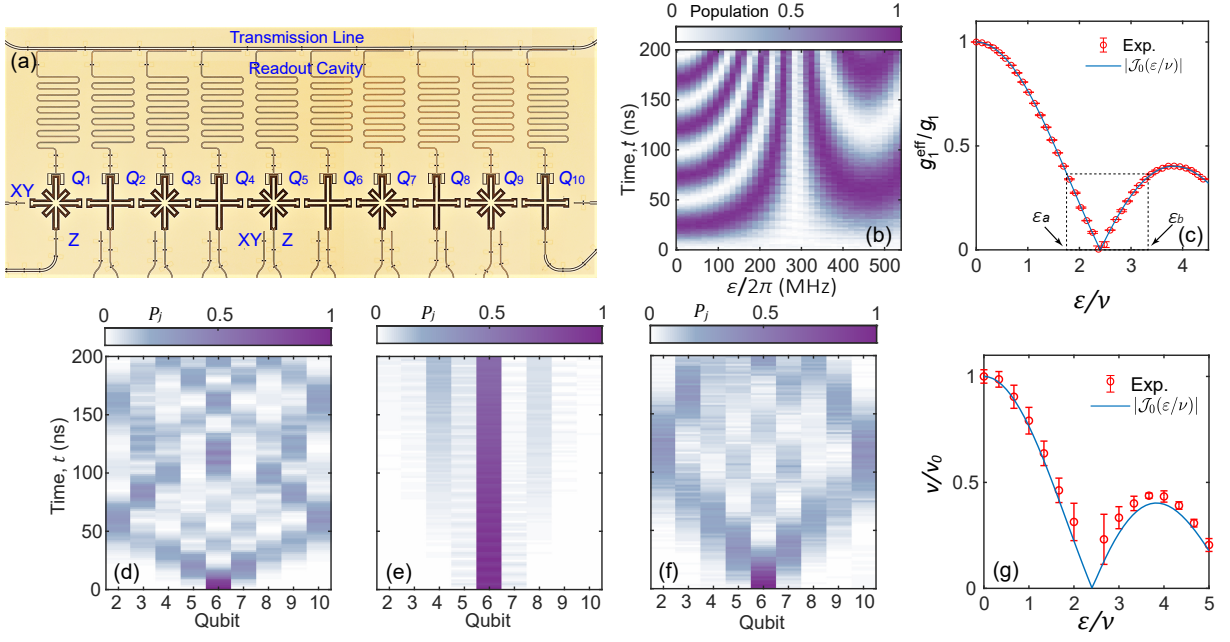 (a)
Transmission Line
Readout Cavity
Q1 Q2 Q3 Q4 Q5 Q6 Q7 Q8 Q9 Q10
XY
Z
XY Z
Population
0 0.5 1
Time, t (ns)
200
150
100
50
0
0 100 200 300 400 500
ε/2π (MHz)
(b)
g₁ᵉᶠᶠ/g₁
1
0.5
0
Exp.
|𝒥₀(ε/ν)|
εa
εb
(c)
0 1 2 3 4
ε/ν
Pj
0 0.5 1
Time, t (ns)
200
150
100
50
0
(d)
2 3 4 5 6 7 8 9 10
Qubit
Pj
0 0.5 1
(e)
2 3 4 5 6 7 8 9 10
Qubit
Pj
0 0.5 1
(f)
2 3 4 5 6 7 8 9 10
Qubit
v/v₀
1
0.5
0
Exp.
|𝒥₀(ε/ν)|
(g)
0 1 2 3 4 5
ε/ν